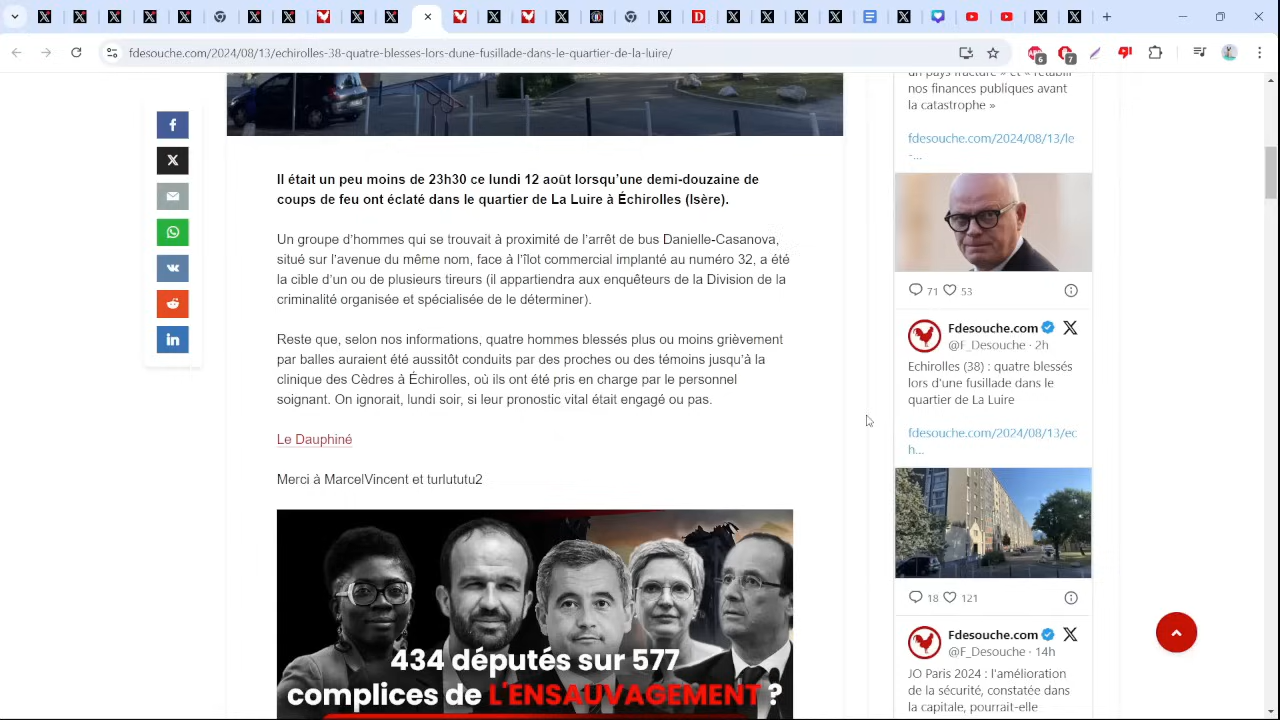 fdesouche.com/2024/08/13/echirolles-38-quatre-blesses-lors-dune-fusillade-dans-le-quartier-de-la-luire/
6
7
Il était un peu moins de 23h30 ce lundi 12 août lorsqu'une demi-douzaine de
coups de feu ont éclaté dans le quartier de La Luire à Échirolles (Isère).
Un groupe d'hommes qui se trouvait à proximité de l'arrêt de bus Danielle-Casanova,
situé sur l'avenue du même nom, face à l'îlot commercial implanté au numéro 32, a été
la cible d'un ou de plusieurs tireurs (il appartiendra aux enquêteurs de la Division de la
criminalité organisée et spécialisée de le déterminer).
Reste que, selon nos informations, quatre hommes blessés plus ou moins grièvement
par balles auraient été aussitôt conduits par des proches ou des témoins jusqu'à la
clinique des Cèdres à Échirolles, où ils ont été pris en charge par le personnel
soignant. On ignorait, lundi soir, si leur pronostic vital était engagé ou pas.
Le Dauphiné
Merci à MarcelVincent et turlututu2
434 députés sur 577
complices de L'ENSAUVAGEMENT ?
un pays fracturé » et « rétablir
nos finances publiques avant
la catastrophe »
fdesouche.com/2024/08/13/le
-...
71 53
Fdesouche.com
@F_Desouche · 2h
Echirolles (38) : quatre blessés
lors d'une fusillade dans le
quartier de La Luire
fdesouche.com/2024/08/13/ec
h...
18 121
Fdesouche.com
@F_Desouche · 14h
JO Paris 2024 : l'amélioration
de la sécurité, constatée dans
la capitale, pourrait-elle